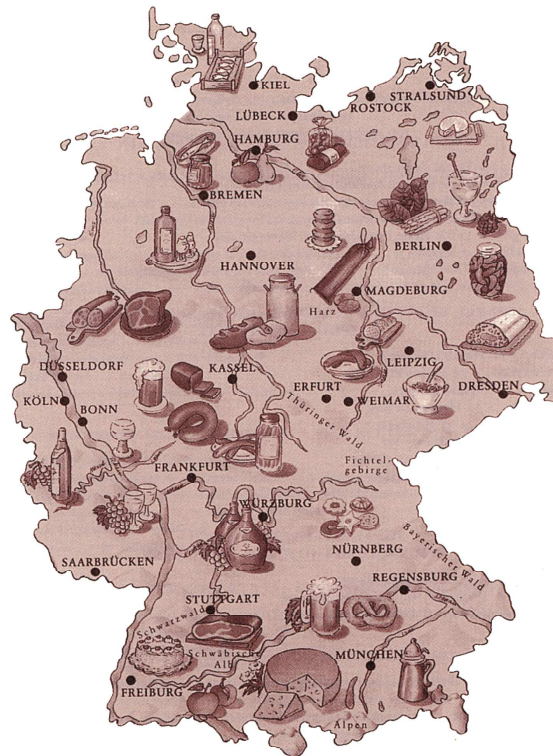 KIEL
STRALSUND
ROSTOCK
LÜBECK
HAMBURG
BREMEN
BERLIN
HANNOVER
MAGDEBURG
Harz
DÜSSELDORF
KASSEL
LEIPZIG
KÖLN
ERFURT
WEIMAR
DRESDEN
BONN
Thüringer Wald
FRANKFURT
Fichtel-
gebirge
WÜRZBURG
NÜRNBERG
Bayerischer Wald
SAARBRÜCKEN
REGENSBURG
STUTTGART
Schwarzwald
Schwäbische
Alb
MÜNCHEN
FREIBURG
Alpen